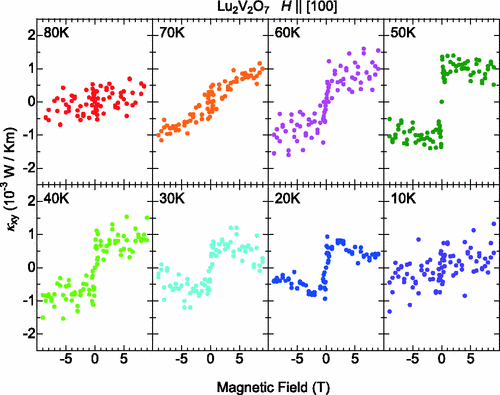 Lu₂V₂O₇ H || [100]
80K 70K 60K 50K
2
1
0
-1
-2
40K 30K 20K 10K
2
1
0
-1
-2
κxy (10⁻³ W / Km)
-5 0 5 -5 0 5 -5 0 5 -5 0 5
Magnetic Field (T)